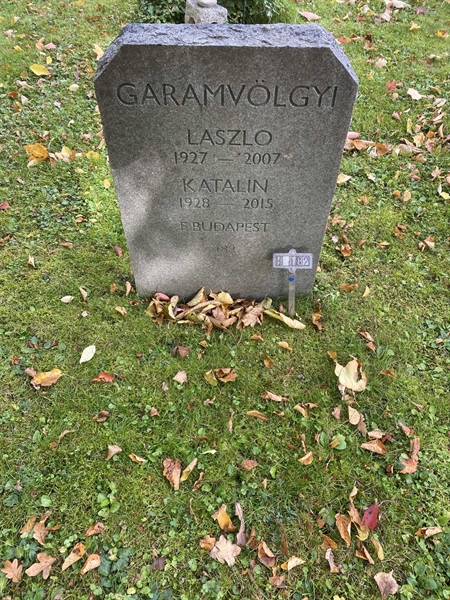 GARAMVÖLGYI
LASZLO
1927 — 2007
KATALIN
1928 — 2015
F. BUDAPEST